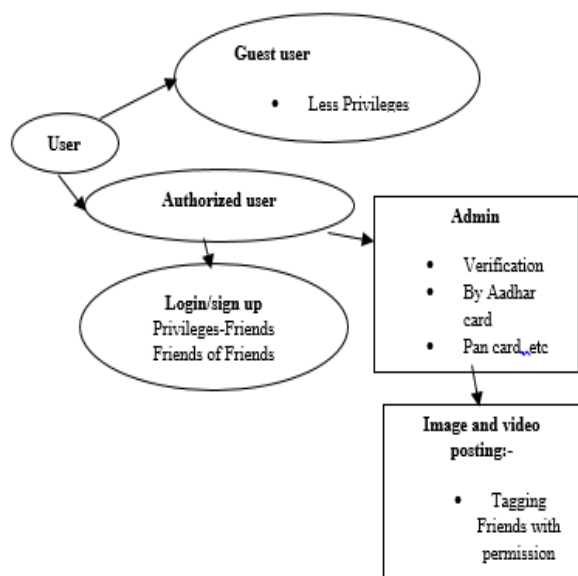 Guest user
• Less Privileges
User
Authorized user
Login/sign up
Privileges-Friends
Friends of Friends
Admin
• Verification
• By Aadhar
card
• Pan card,,etc
Image and video
posting:-
• Tagging
Friends with
permission